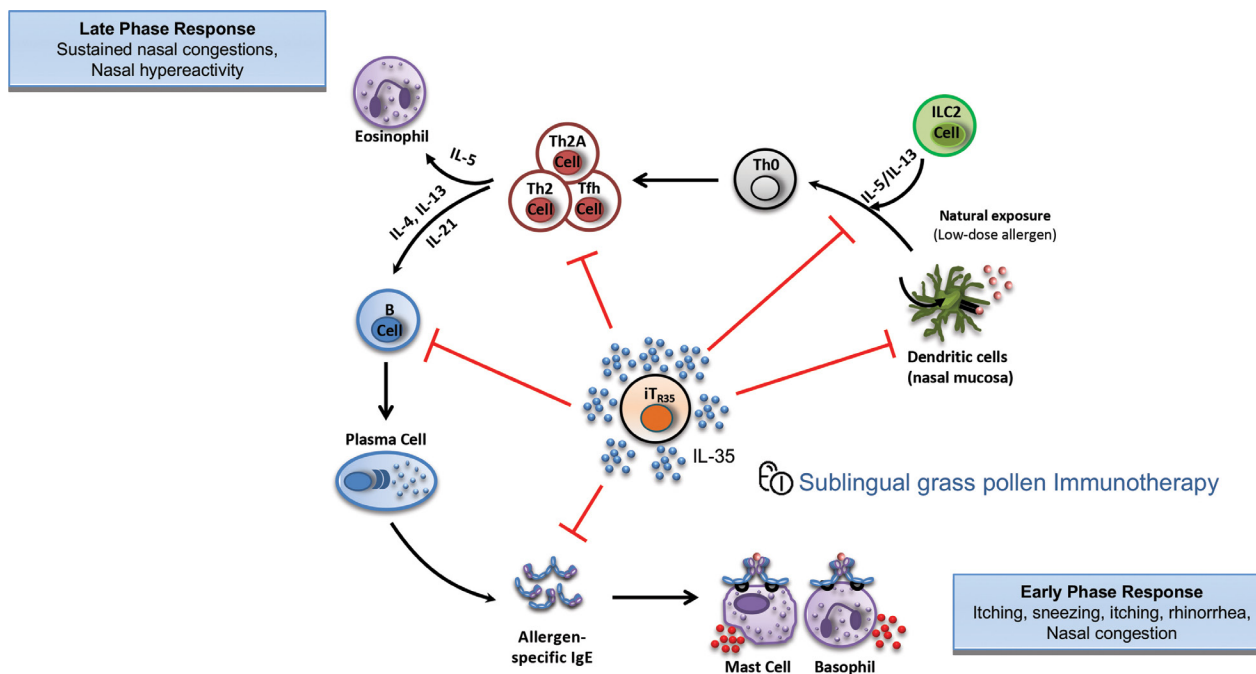 Late Phase Response
Sustained nasal congestions,
Nasal hypereactivity
Eosinophil
IL-5
IL-4, IL-13
IL-21
Th2A
Cell
Th2
Cell
Tfh
Cell
Th0
ILC2
Cell
IL-5/IL-13
Natural exposure
(Low-dose allergen)
Dendritic cells
(nasal mucosa)
B
Cell
iTR35
IL-35
Plasma Cell
Sublingual grass pollen Immunotherapy
Allergen-
specific IgE
Mast Cell
Basophil
Early Phase Response
Itching, sneezing, itching, rhinorrhea,
Nasal congestion